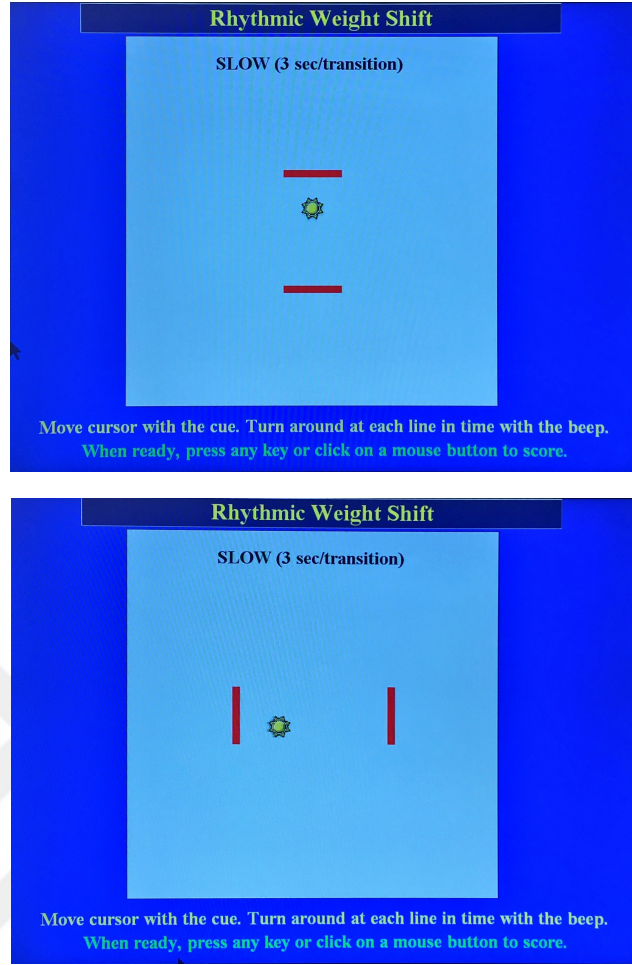 Rhythmic Weight Shift
SLOW (3 sec/transition)
Move cursor with the cue. Turn around at each line in time with the beep.
When ready, press any key or click on a mouse button to score.
Rhythmic Weight Shift
SLOW (3 sec/transition)
Move cursor with the cue. Turn around at each line in time with the beep.
When ready, press any key or click on a mouse button to score.